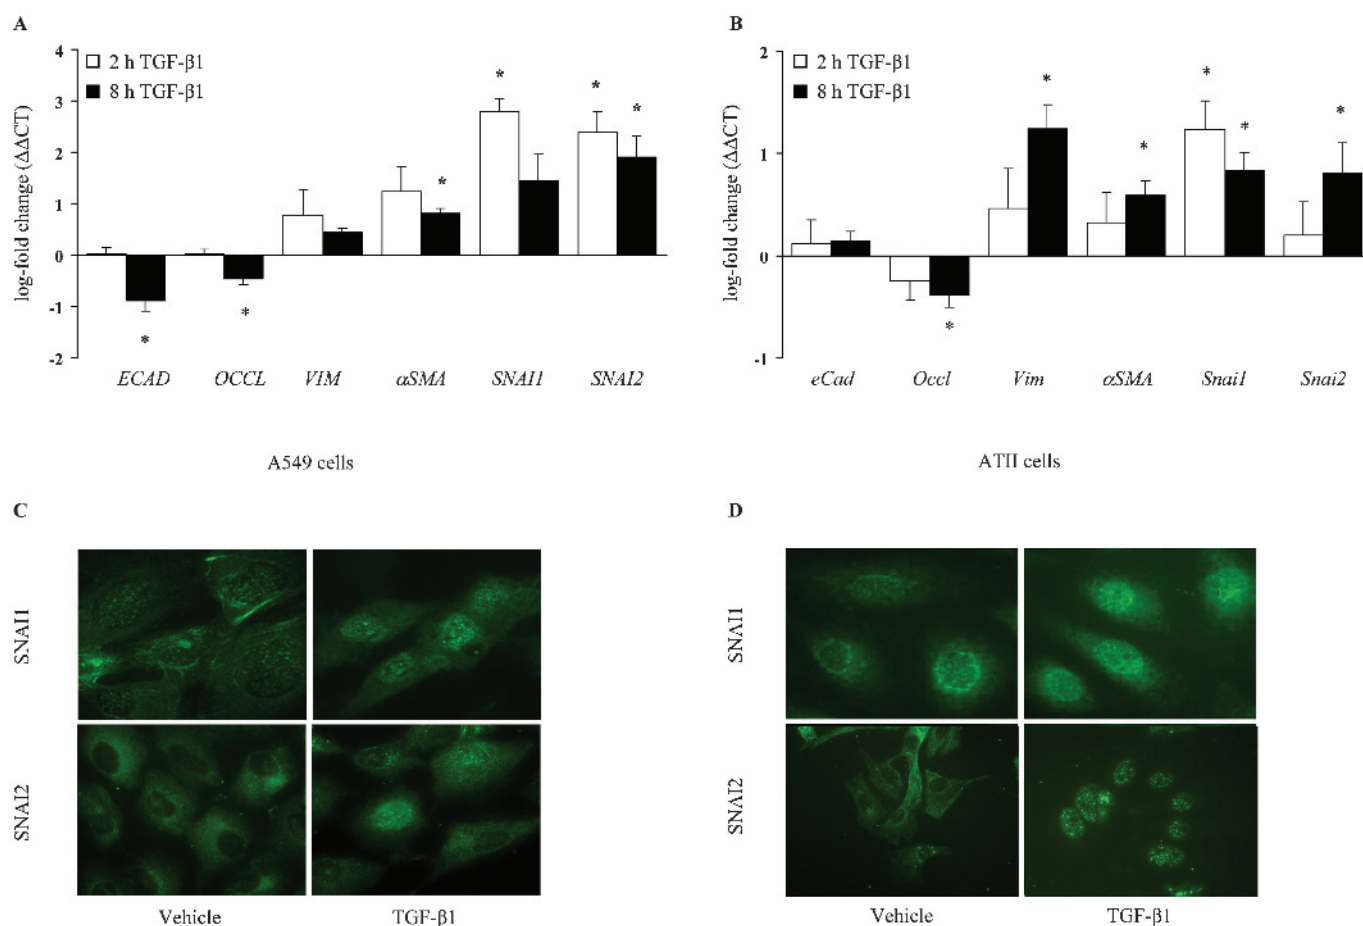 A
4
3
2
1
0
-1
-2
log-fold change (ΔΔCT)
2 h TGF-β1
8 h TGF-β1
*
*
*
*
*
*
ECAD OCCL VIM αSMA SNAI1 SNAI2
A549 cells
B
2
1
0
-1
log-fold change (ΔΔCT)
2 h TGF-β1
8 h TGF-β1
*
*
*
*
*
*
eCad Occl Vim αSMA Snai1 Snai2
ATII cells
C
SNAI1
SNAI2
Vehicle TGF-β1
D
SNAI1
SNAI2
Vehicle TGF-β1